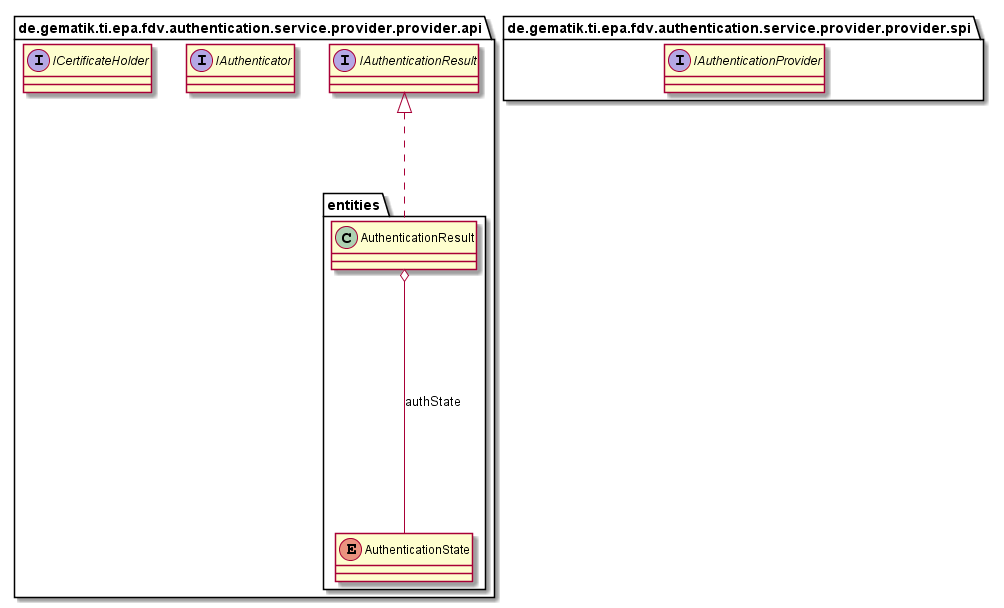 de.gematik.ti.epa.fdv.authentication.service.provider.provider.api
I ICertificateHolder
I IAuthenticator
I IAuthenticationResult
entities
C AuthenticationResult
authState
E AuthenticationState
de.gematik.ti.epa.fdv.authentication.service.provider.provider.spi
I IAuthenticationProvider